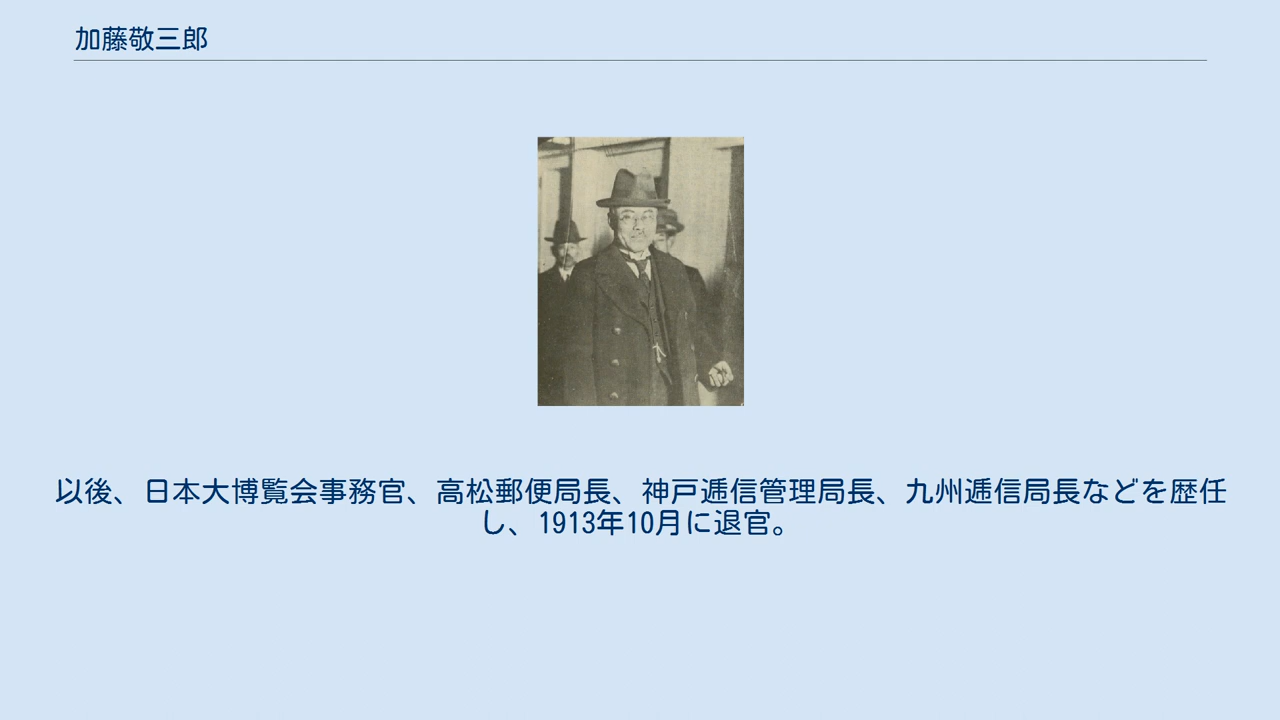 加藤敬三郎
以後、日本大博覧会事務官、高松郵便局長、神戸逓信管理局長、九州逓信局長などを歴任
し、1913年10月に退官。